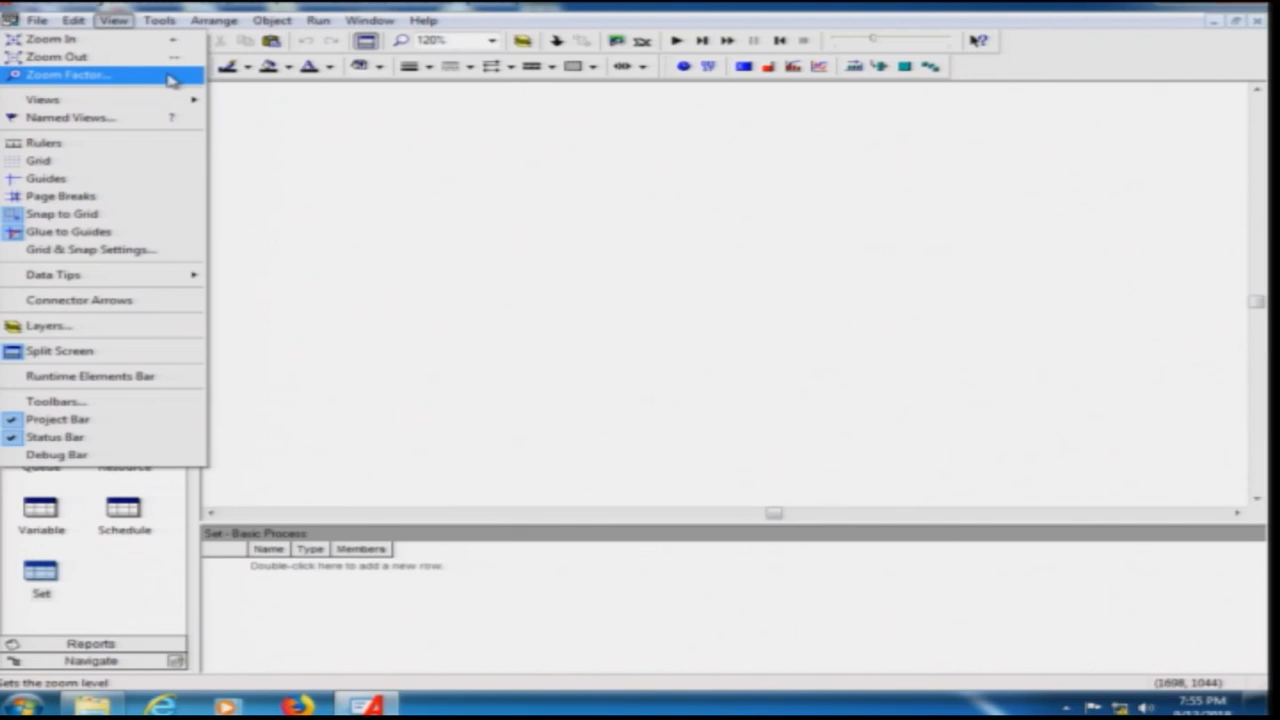 File Edit View Tools Arrange Object Run Window Help
Zoom In
Zoom Out
120%
Zoom Factor...
Views
Named Views... ?
Rulers
Grid
Guides
Page Breaks
Snap to Grid
Glue to Guides
Grid & Snap Settings...
Data Tips
Connector Arrows
Layers...
Split Screen
Runtime Elements Bar
Toolbars...
Project Bar
Status Bar
Debug Bar
Queue Resource
Variable Schedule
Set
Reports
Navigate
Set - Basic Process
Name Type Members
Double-click here to add a new row.
Sets the zoom level
(1698, 1044)
7:55 PM